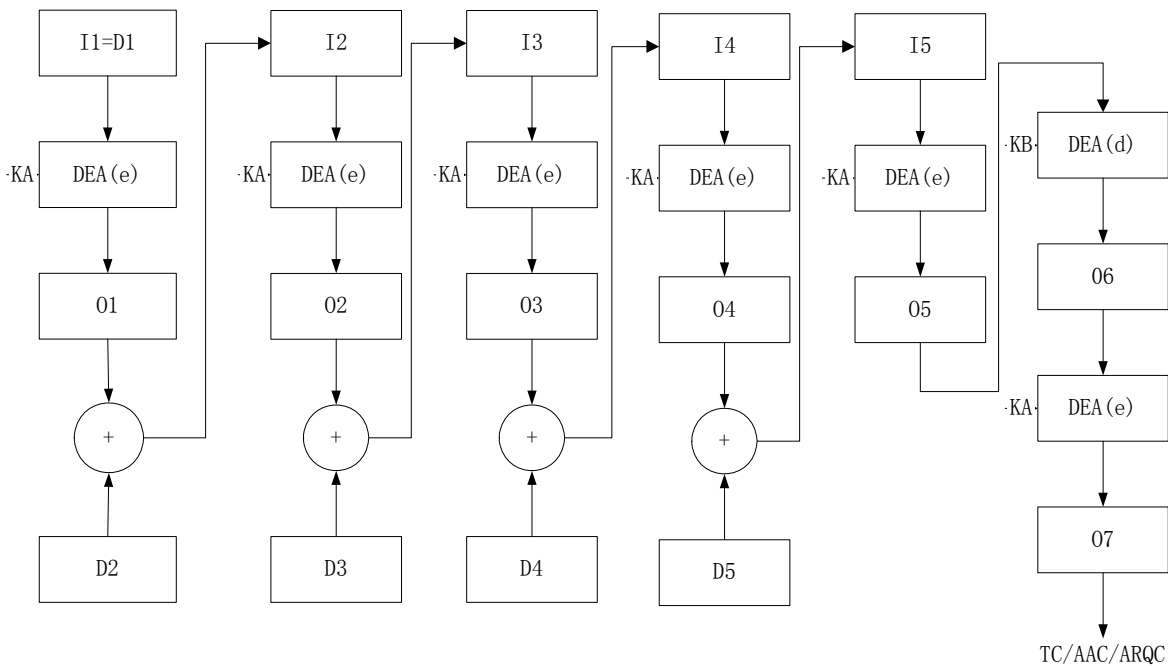 I1=D1
I2
I3
I4
I5
KA
DEA(e)
KA
DEA(e)
KA
DEA(e)
KA
DEA(e)
KA
DEA(e)
KB
DEA(d)
O1
O2
O3
O4
O5
O6
+
+
+
+
KA
DEA(e)
D2
D3
D4
D5
O7
TC/AAC/ARQC